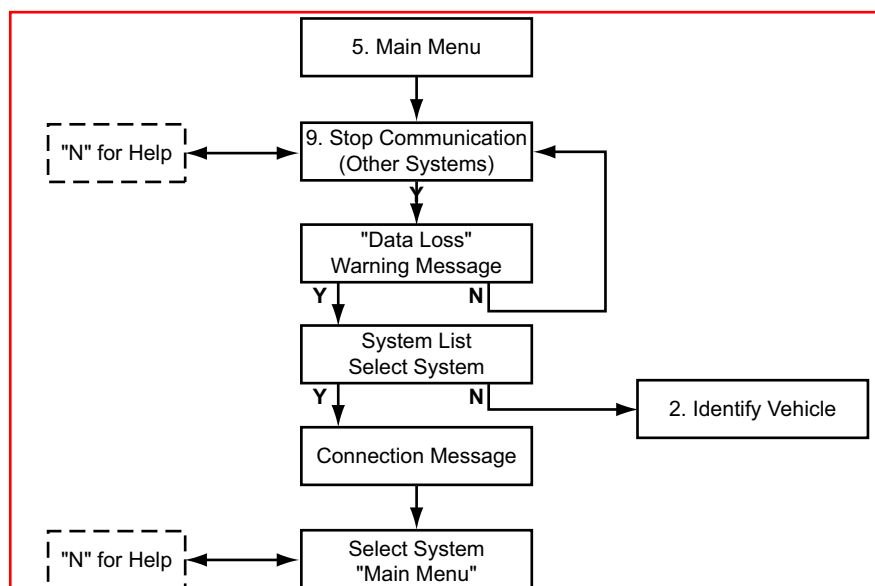 5. Main Menu
"N" for Help
9. Stop Communication
(Other Systems)
Y
"Data Loss"
Warning Message
Y
N
System List
Select System
Y
N
2. Identify Vehicle
Connection Message
"N" for Help
Select System
"Main Menu"